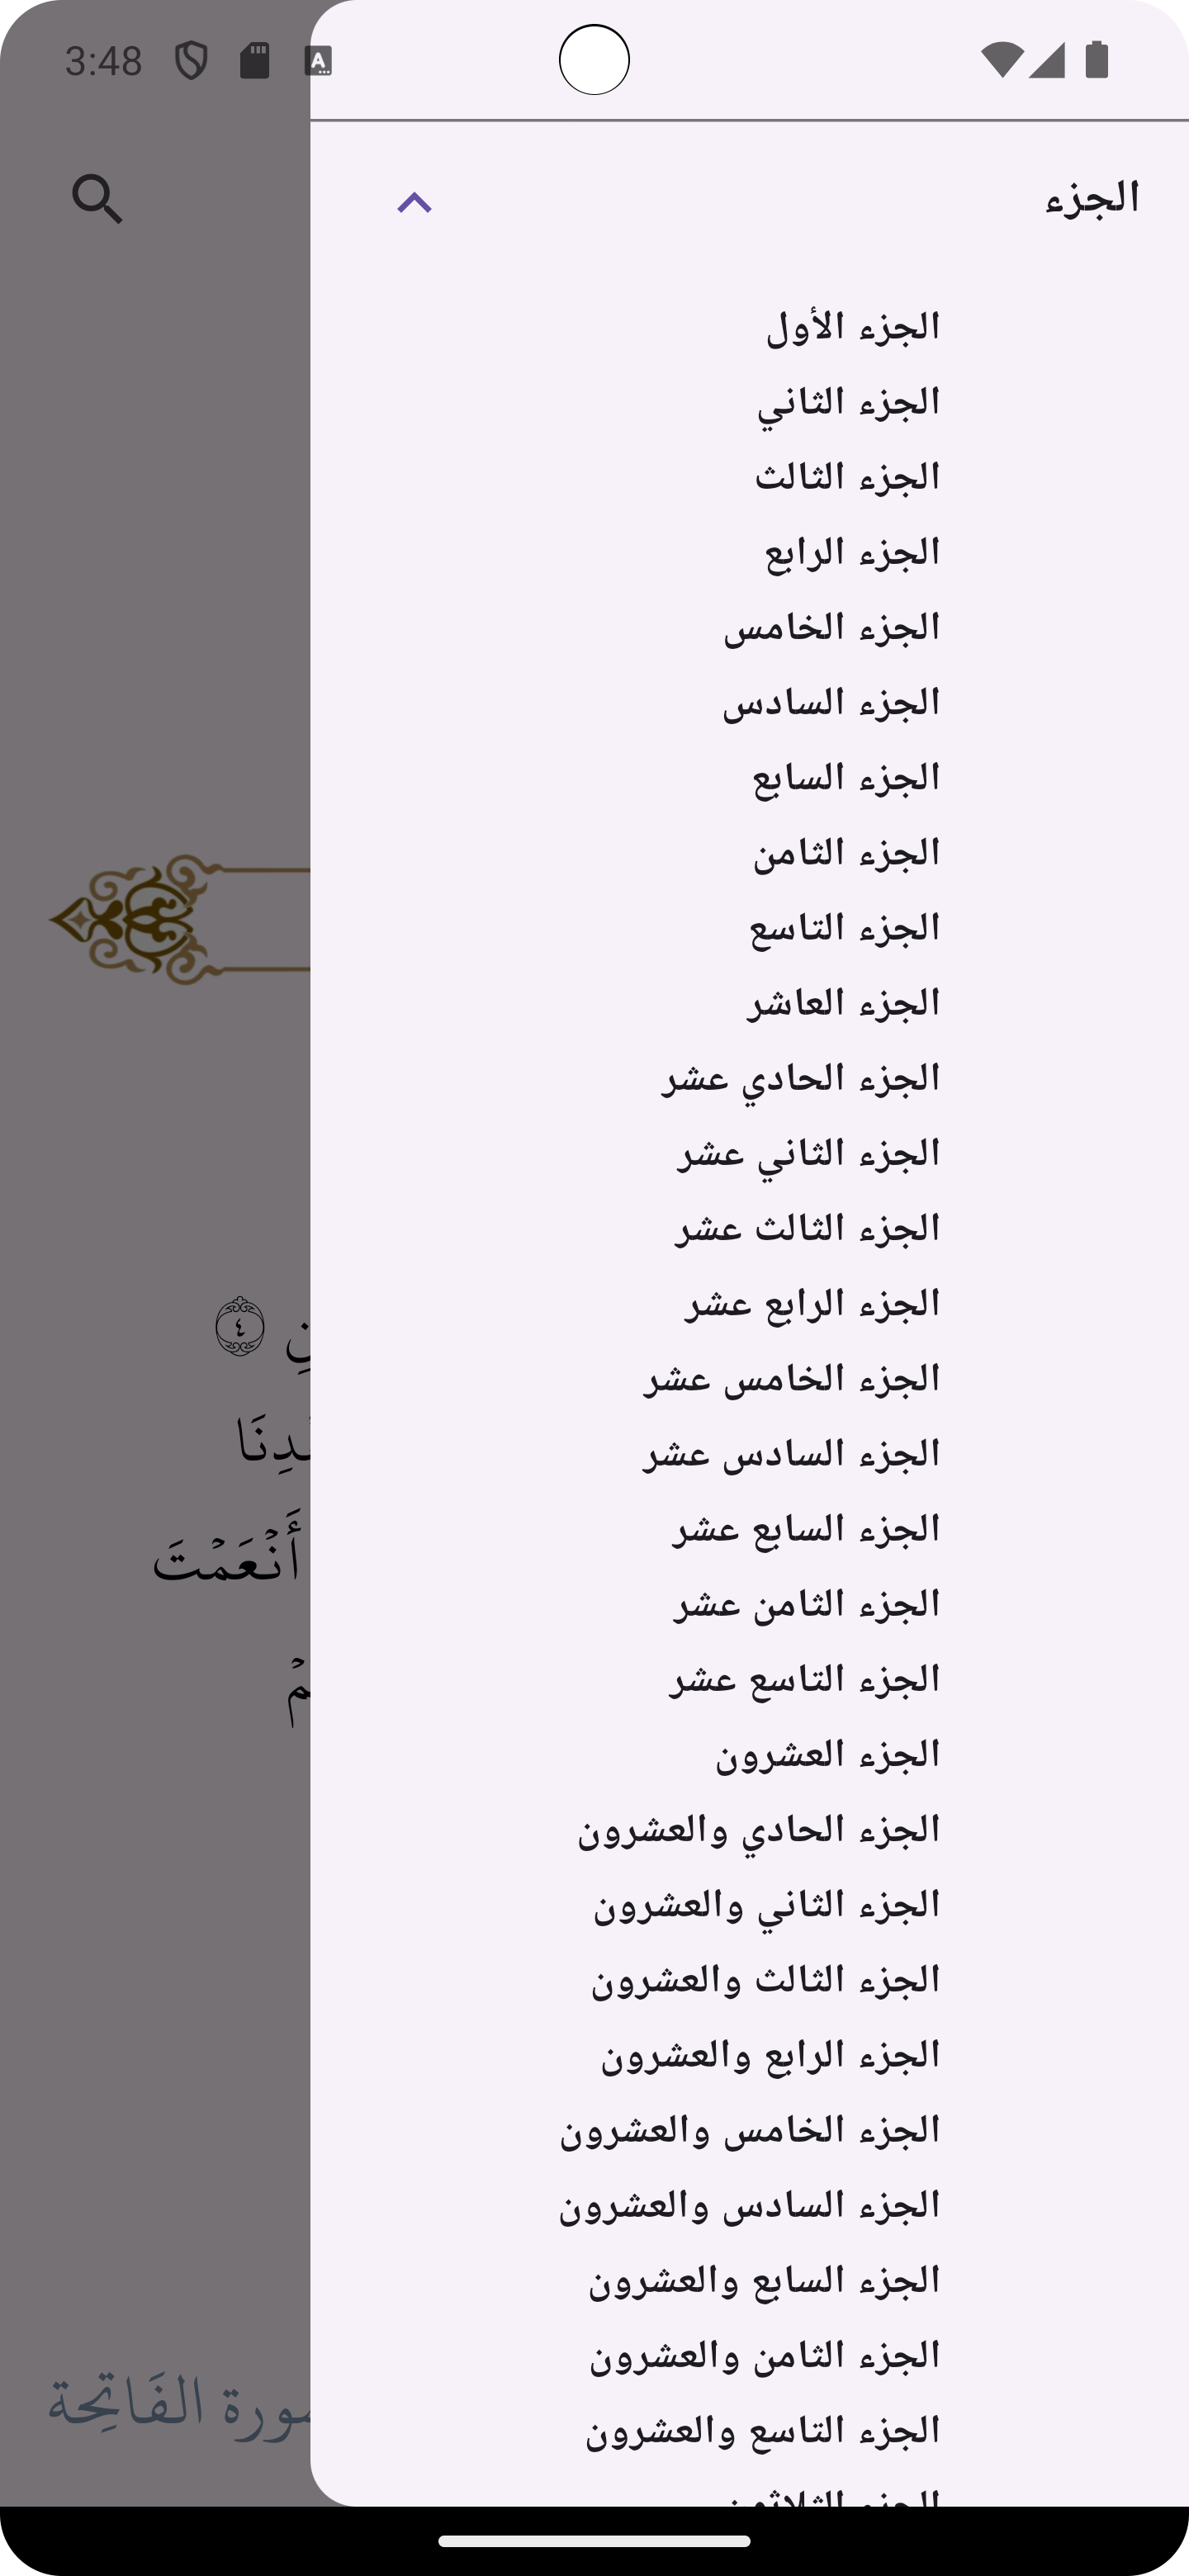 3:48
الجزء
الجزء الأول
الجزء الثاني
الجزء الثالث
الجزء الرابع
الجزء الخامس
الجزء السادس
الجزء السابع
الجزء الثامن
الجزء التاسع
الجزء العاشر
الجزء الحادي عشر
الجزء الثاني عشر
الجزء الثالث عشر
الجزء الرابع عشر
الجزء الخامس عشر
الجزء السادس عشر
الجزء السابع عشر
الجزء الثامن عشر
الجزء التاسع عشر
الجزء العشرون
الجزء الحادي والعشرون
الجزء الثاني والعشرون
الجزء الثالث والعشرون
الجزء الرابع والعشرون
الجزء الخامس والعشرون
الجزء السادس والعشرون
الجزء السابع والعشرون
الجزء الثامن والعشرون
الجزء التاسع والعشرون
الجزء الثلاثون
٤
أَنۡعَمۡتَ
الفَاتِحة